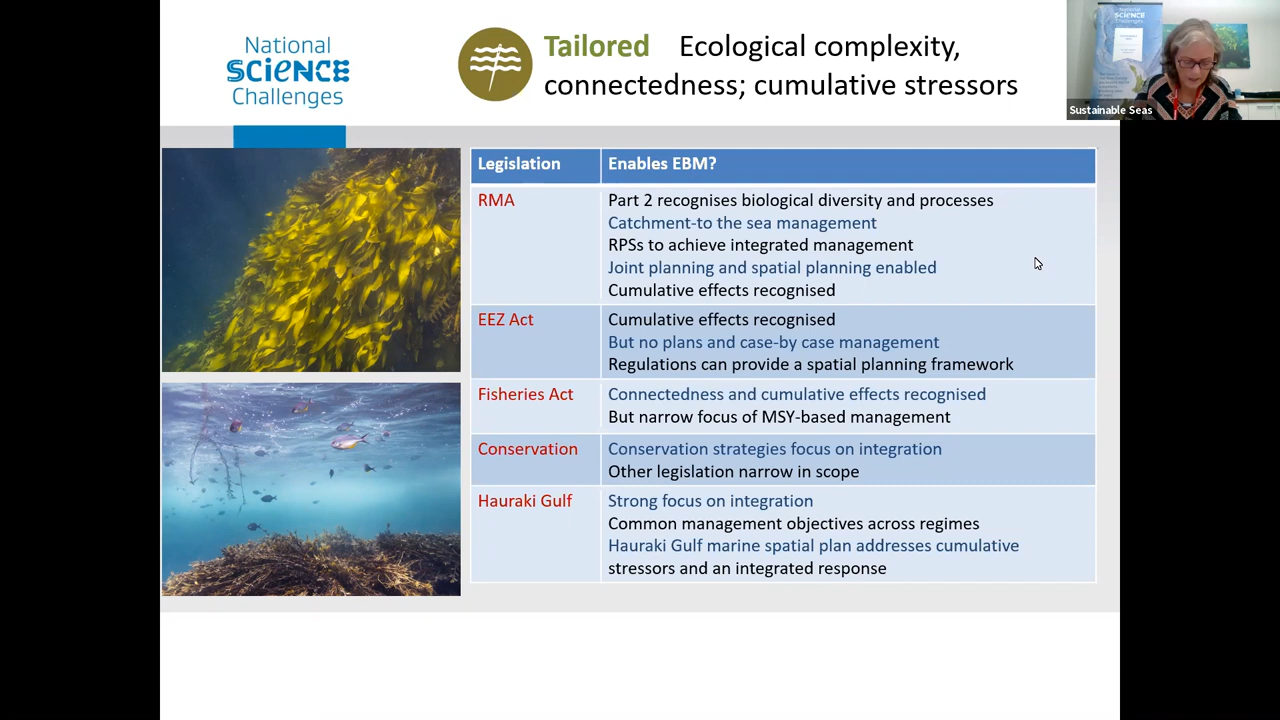 National
SCIENCE
Challenges
Tailored Ecological complexity,
connectedness; cumulative stressors
National
SCIENCE
Challenges
Sustainable Seas
Legislation
Enables EBM?
RMA
Part 2 recognises biological diversity and processes
Catchment-to the sea management
RPSs to achieve integrated management
Joint planning and spatial planning enabled
Cumulative effects recognised
EEZ Act
Cumulative effects recognised
But no plans and case-by case management
Regulations can provide a spatial planning framework
Fisheries Act
Connectedness and cumulative effects recognised
But narrow focus of MSY-based management
Conservation
Conservation strategies focus on integration
Other legislation narrow in scope
Hauraki Gulf
Strong focus on integration
Common management objectives across regimes
Hauraki Gulf marine spatial plan addresses cumulative
stressors and an integrated response